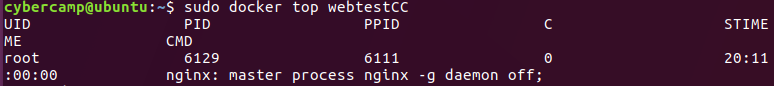 cybercamp@ubuntu:~$ sudo docker top webtestCC
UID PID PPID C STIME
ME CMD
root 6129 6111 0 20:11
:00:00 nginx: master process nginx -g daemon off;